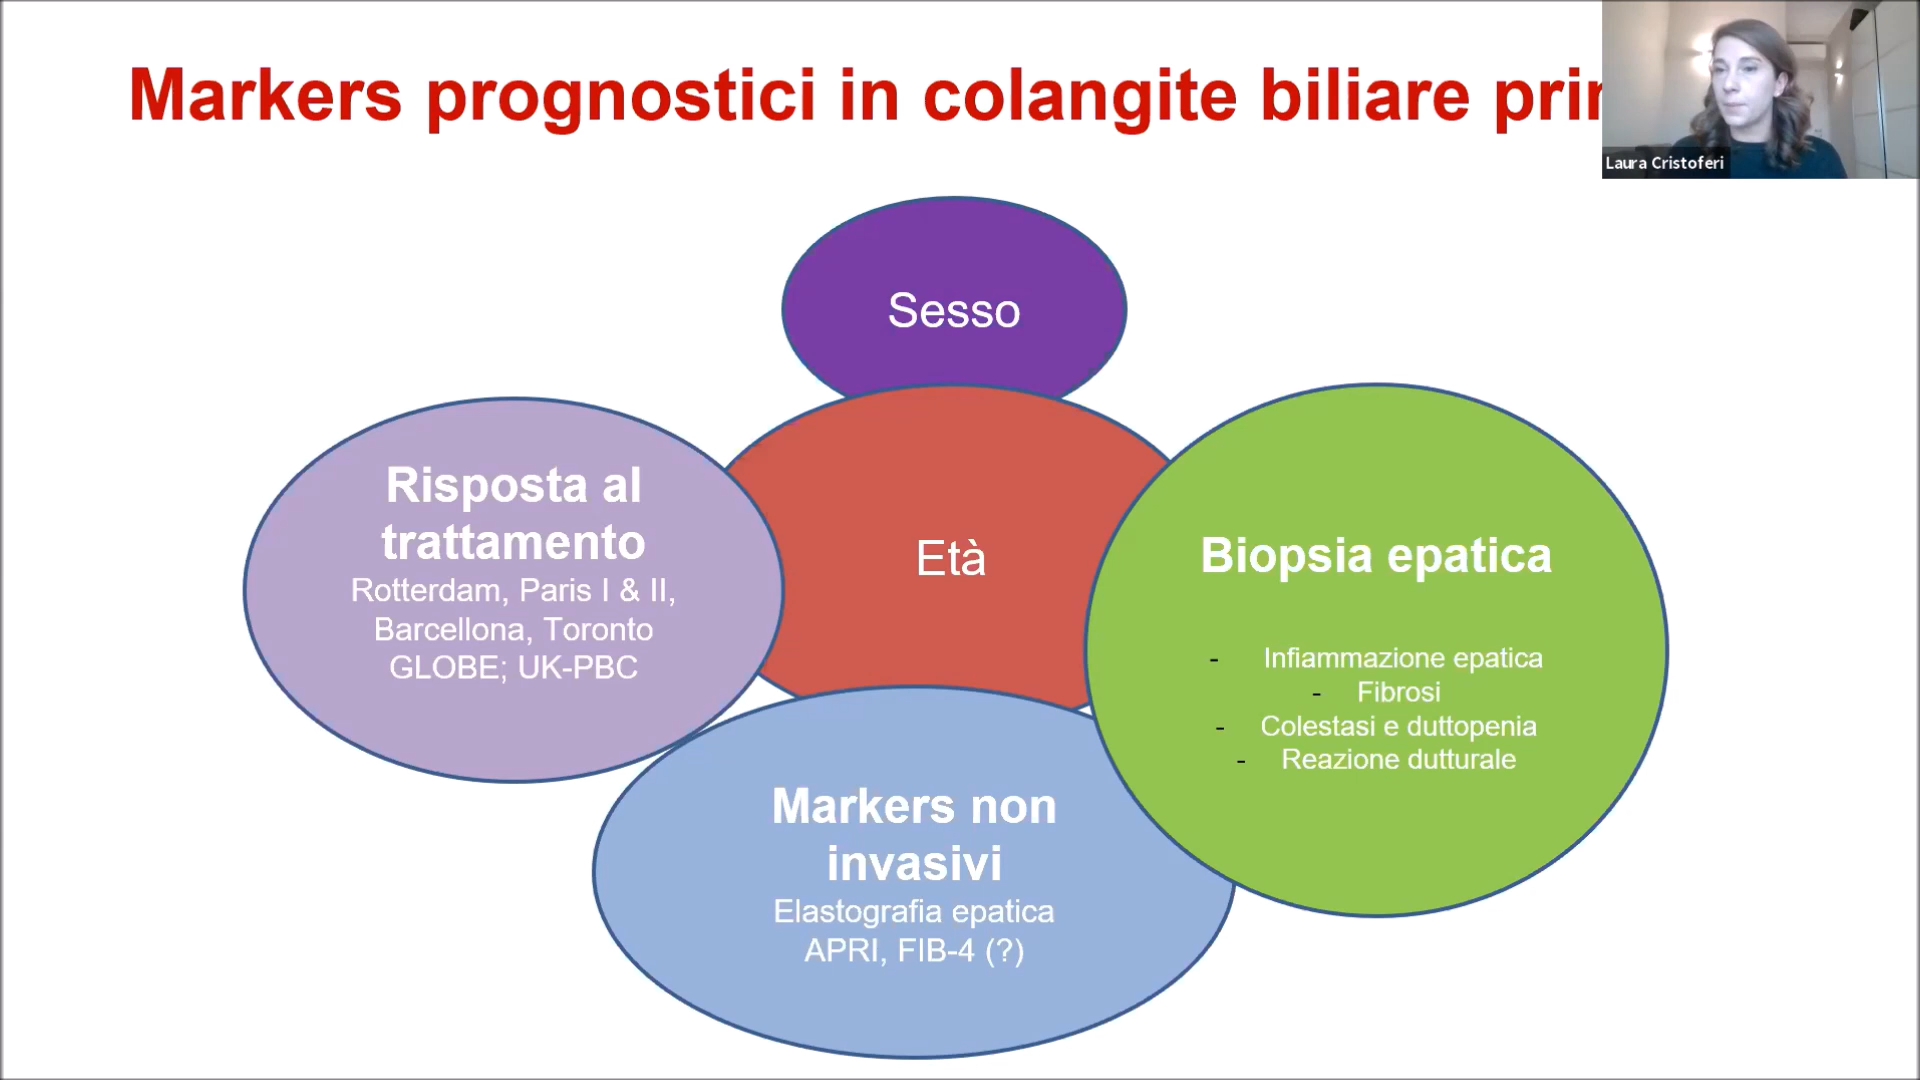 Markers prognostici in colangite biliare
Laura Cristoferi
Sesso
Risposta al
trattamento
Rotterdam, Paris I & II,
Barcellona, Toronto
GLOBE; UK-PBC
Età
Biopsia epatica
- Infiammazione epatica
- Fibrosi
- Colestasi e duttopenia
- Reazione dutturale
Markers non
invasivi
Elastografia epatica
APRI, FIB-4 (?)